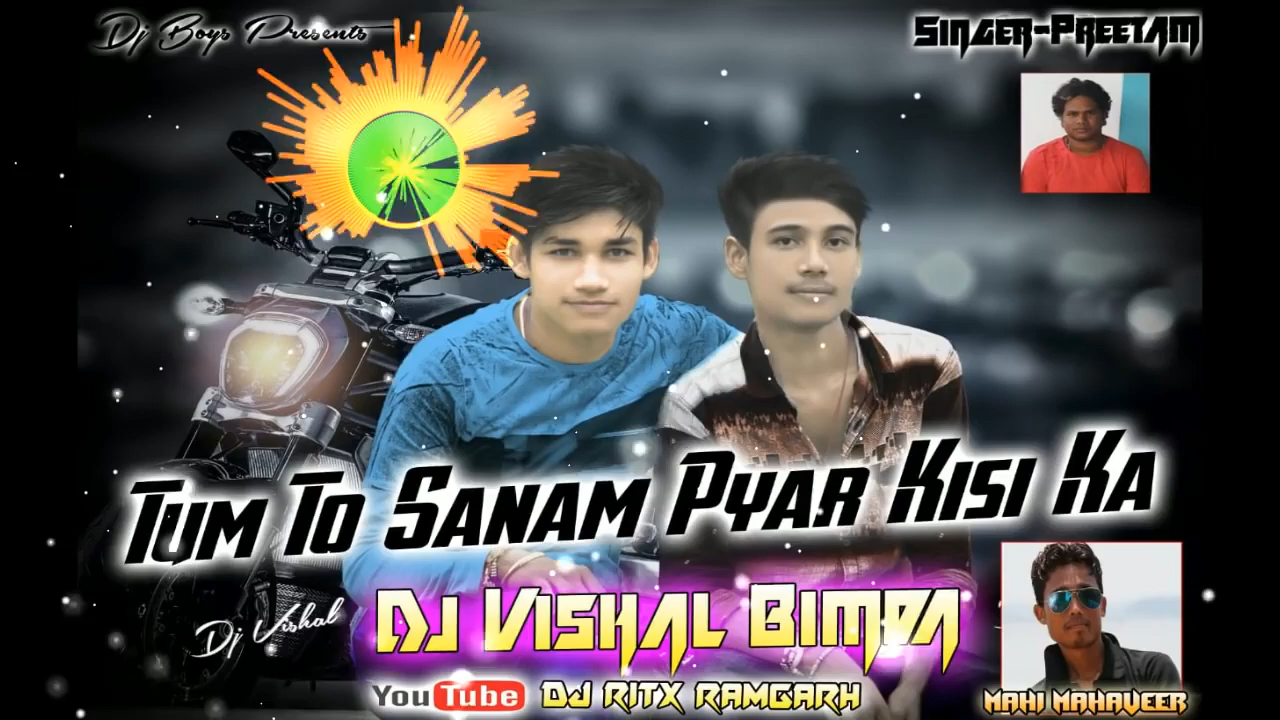 Dj Boys Presents
Singer-Preetam
Tum To Sanam Pyar Kisi Ka
Dj Vishal
Dj Vishal Bimda
YouTube DJ RITX RAMGARH
MAHI MAHAVEER